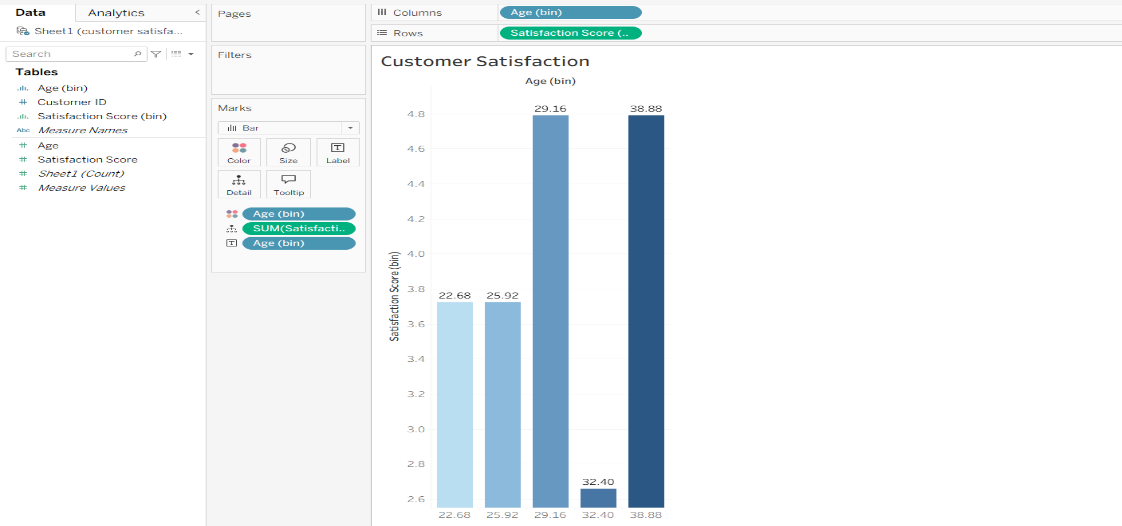 Data
Analytics
<
Sheet1 (customer satisfa...
Search
Tables
Age (bin)
# Customer ID
Satisfaction Score (bin)
Abc Measure Names
# Age
# Satisfaction Score
# Sheet1 (Count)
# Measure Values
Pages
Filters
Marks
Bar
Color Size Label
Detail Tooltip
Age (bin)
SUM(Satisfacti..
Age (bin)
Columns Age (bin)
Rows Satisfaction Score (..
Customer Satisfaction
Age (bin)
Satisfaction Score (bin)
4.8
4.6
4.4
4.2
4.0
3.8
3.6
3.4
3.2
3.0
2.8
2.6
22.68 25.92 29.16 32.40 38.88
22.68 25.92 29.16 32.40 38.88